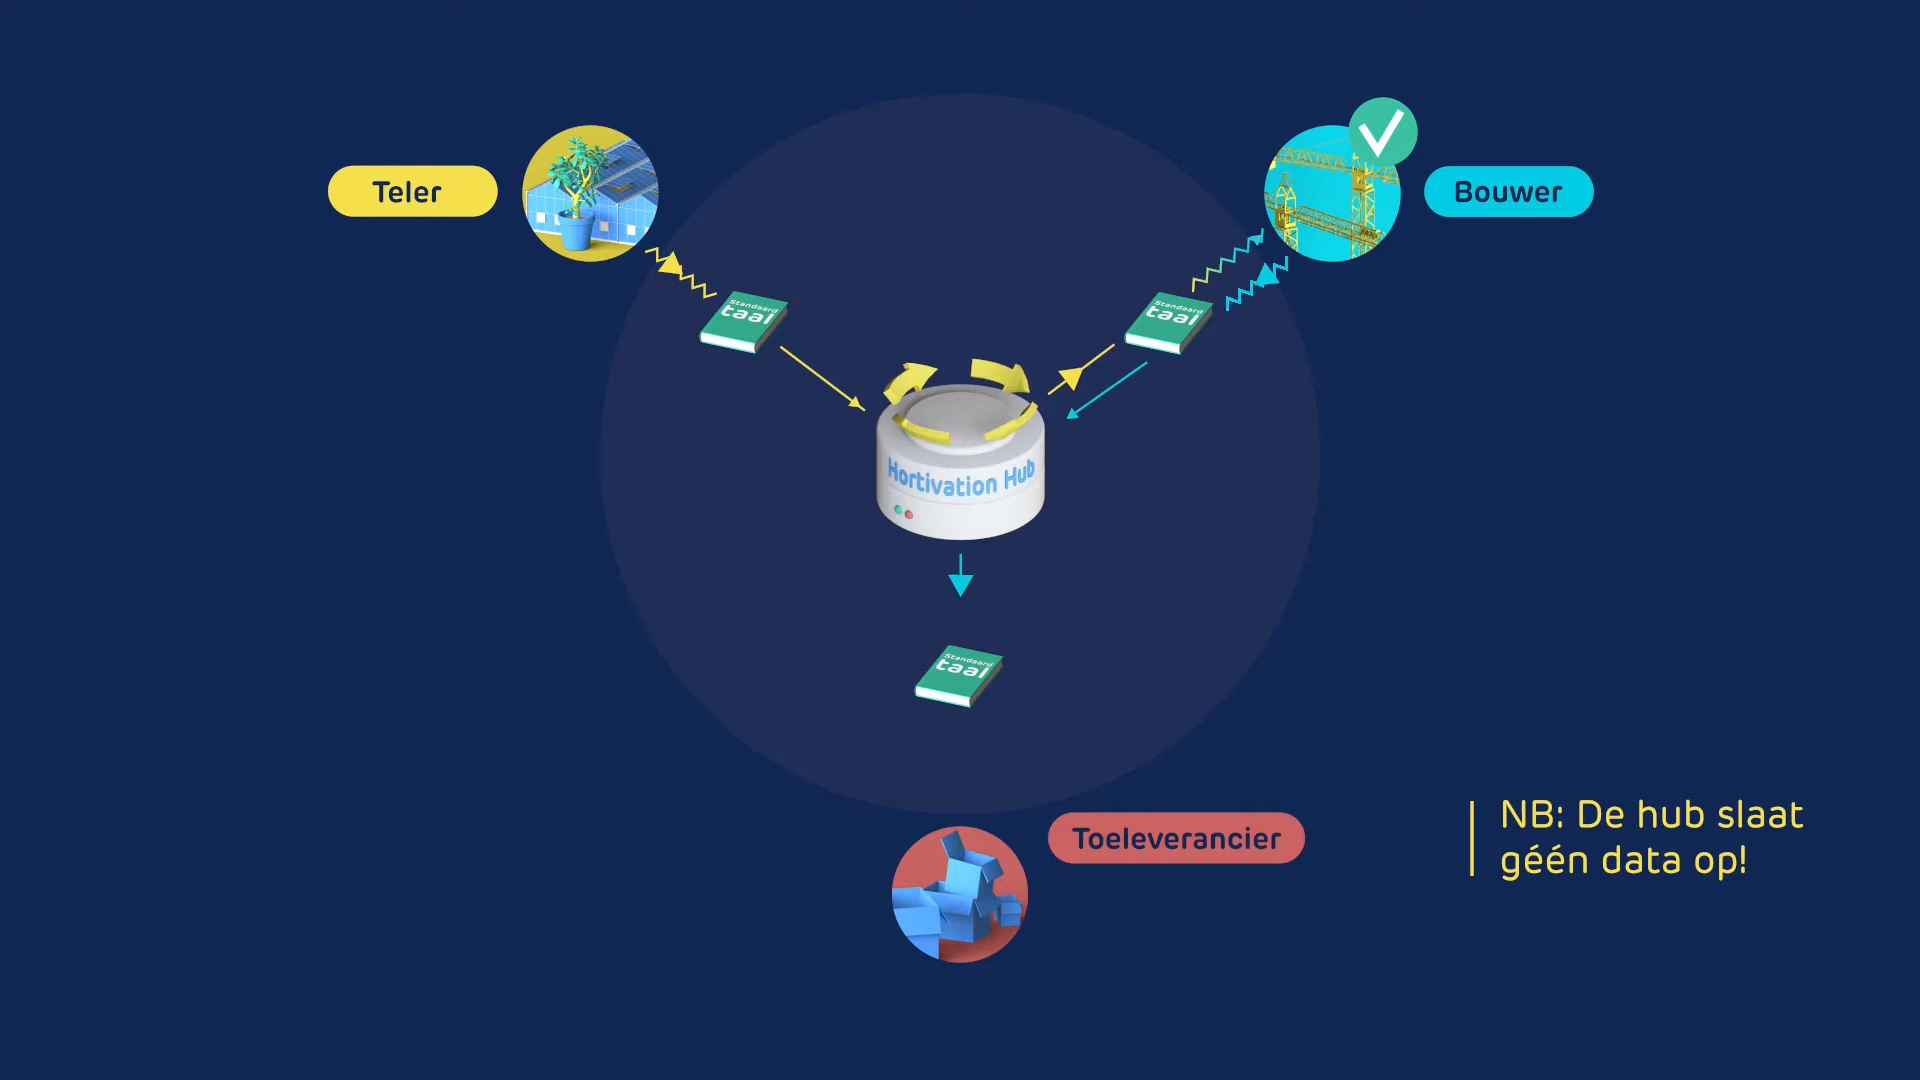 Teler
Bouwer
Standaard
taal
Standaard
taal
Hortivation Hub
Standaard
taal
Toeleverancier
NB: De hub slaat
géén data op!